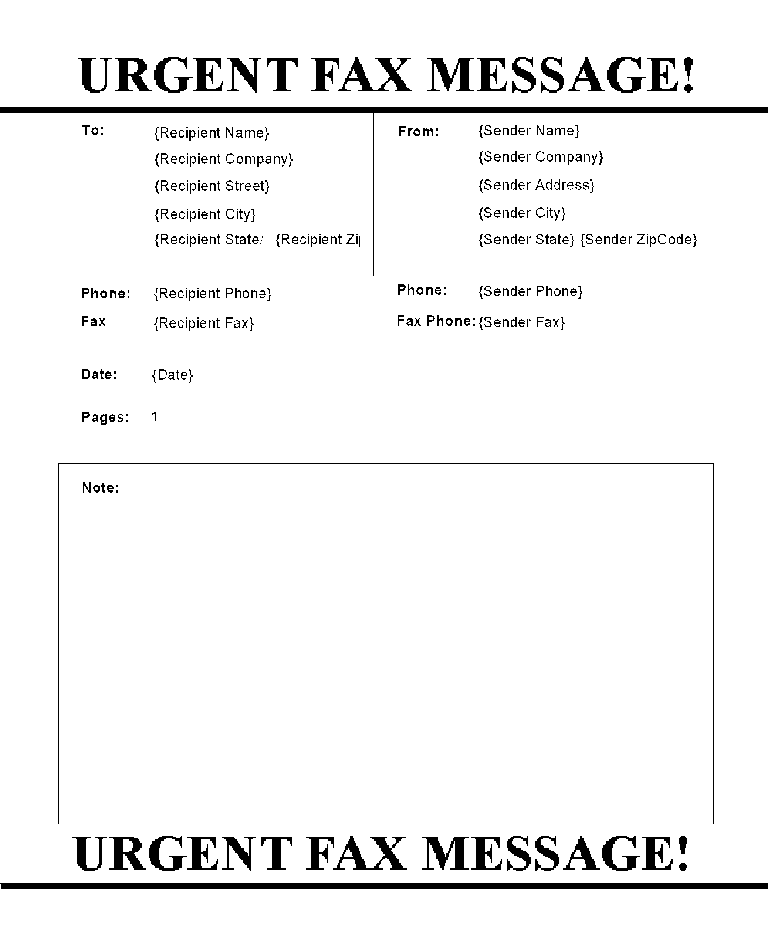 URGENT FAX MESSAGE!
To: {Recipient Name}
{Recipient Company}
{Recipient Street}
{Recipient City}
{Recipient State {Recipient Zi
From: {Sender Name}
{Sender Company}
{Sender Address}
{Sender City}
{Sender State} {Sender ZipCode}
Phone: {Recipient Phone}
Fax {Recipient Fax}
Phone: {Sender Phone}
Fax Phone: {Sender Fax}
Date: {Date}
Pages: 1
Note:
URGENT FAX MESSAGE!